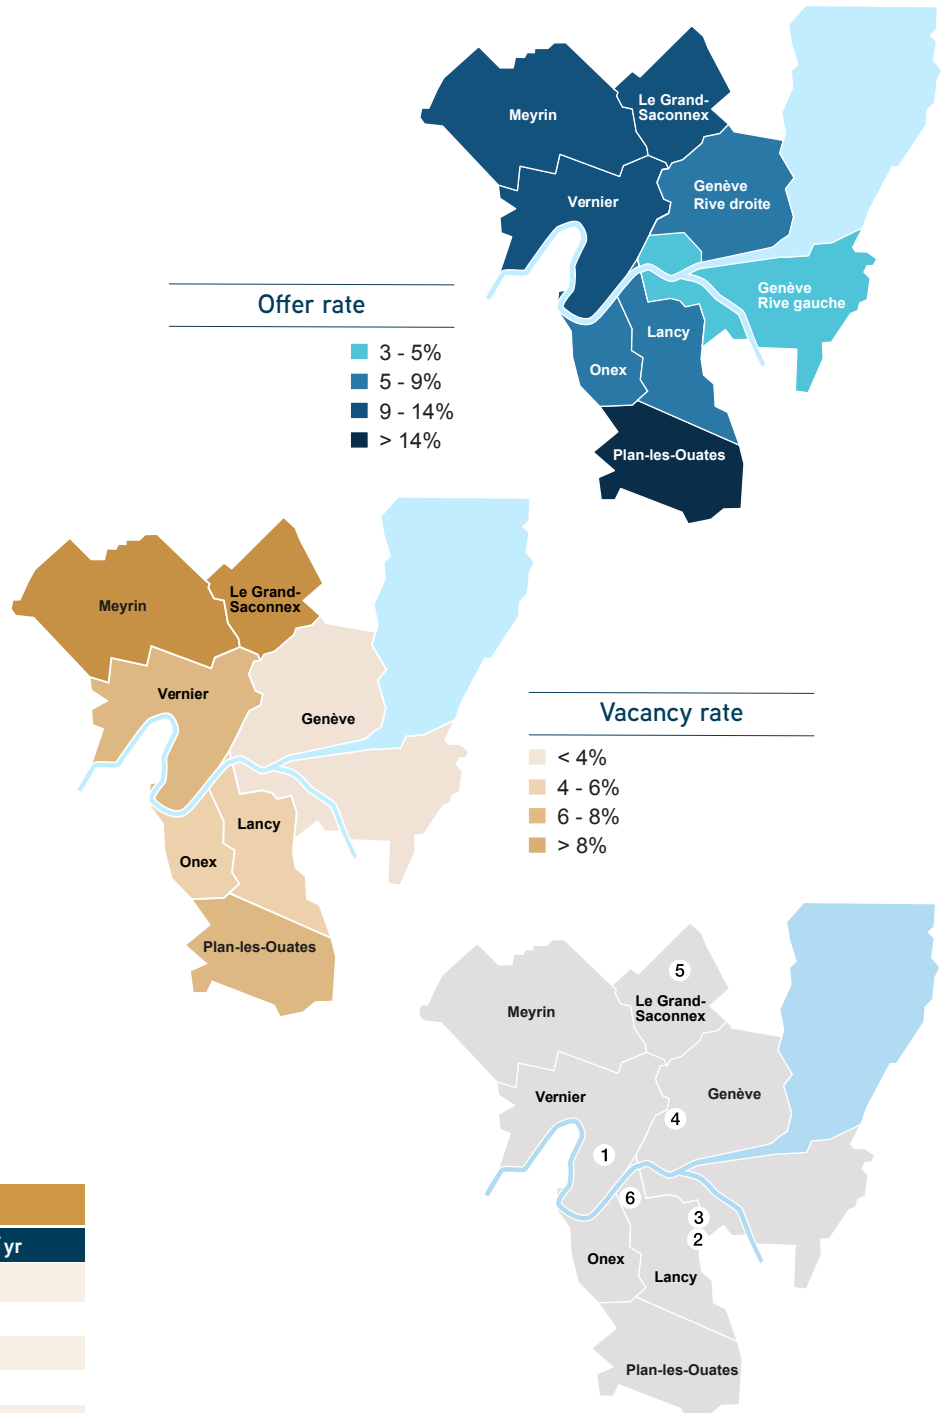 Meyrin
Le Grand-
Saconnex
Genève
Rive droite
Vernier
Genève
Rive gauche
Lancy
Onex
Plan-les-Ouates
Offer rate
3 - 5%
5 - 9%
9 - 14%
> 14%
Meyrin
Le Grand-
Saconnex
Vernier
Genève
Lancy
Onex
Plan-les-Ouates
Vacancy rate
< 4%
4 - 6%
6 - 8%
> 8%
5
Le Grand-
Saconnex
Meyrin
Vernier
Genève
4
1
6
3
2
Onex
Lancy
Plan-les-Ouates
yr